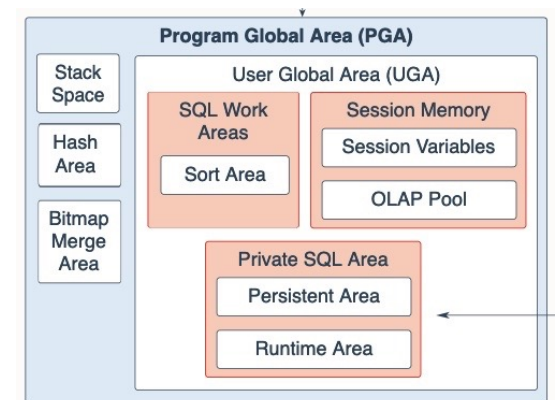 Program Global Area (PGA)
Stack
Space
Hash
Area
Bitmap
Merge
Area
User Global Area (UGA)
SQL Work
Areas
Sort Area
Session Memory
Session Variables
OLAP Pool
Private SQL Area
Persistent Area
Runtime Area